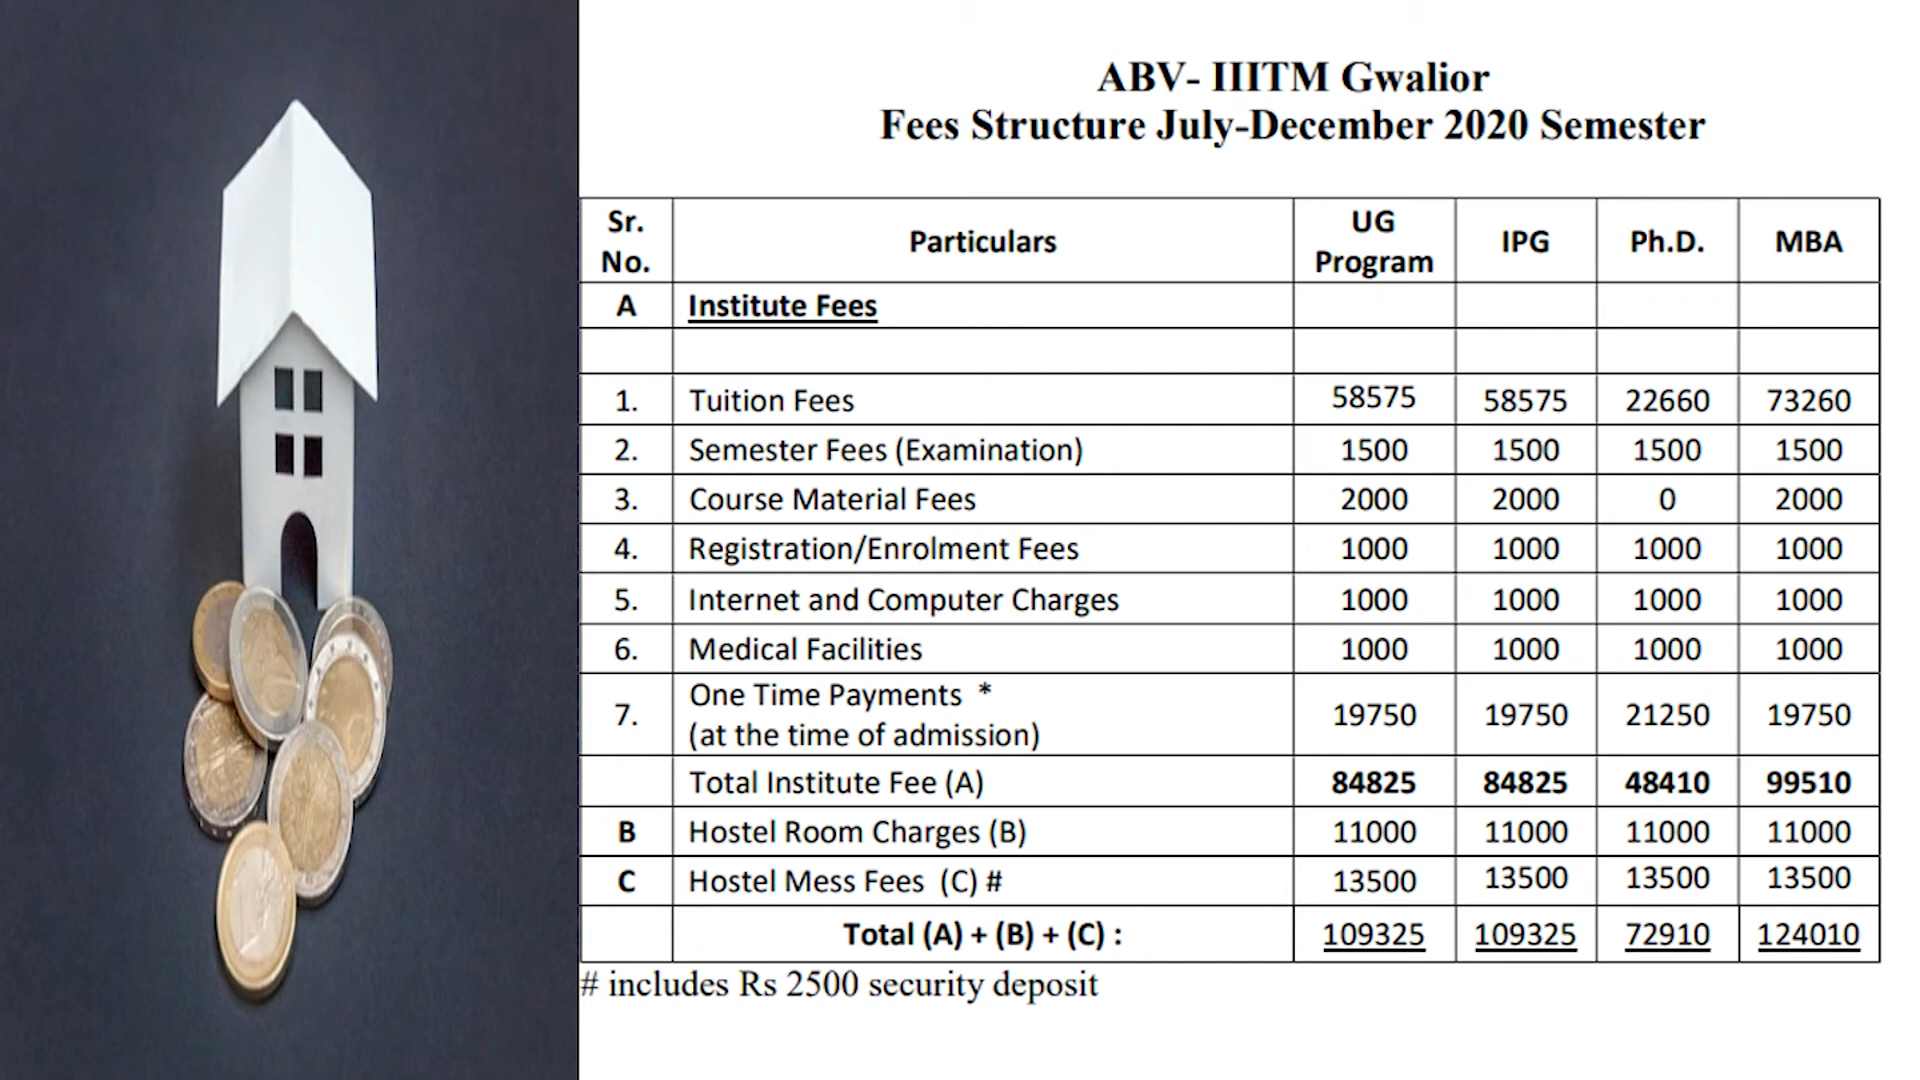 ABV- IIITM Gwalior
Fees Structure July-December 2020 Semester
Sr. No. Particulars UG Program IPG Ph.D. MBA
A Institute Fees
1. Tuition Fees 58575 58575 22660 73260
2. Semester Fees (Examination) 1500 1500 1500 1500
3. Course Material Fees 2000 2000 0 2000
4. Registration/Enrolment Fees 1000 1000 1000 1000
5. Internet and Computer Charges 1000 1000 1000 1000
6. Medical Facilities 1000 1000 1000 1000
7. One Time Payments * (at the time of admission) 19750 19750 21250 19750
Total Institute Fee (A) 84825 84825 48410 99510
B Hostel Room Charges (B) 11000 11000 11000 11000
C Hostel Mess Fees (C) # 13500 13500 13500 13500
Total (A) + (B) + (C) : 109325 109325 72910 124010
# includes Rs 2500 security deposit